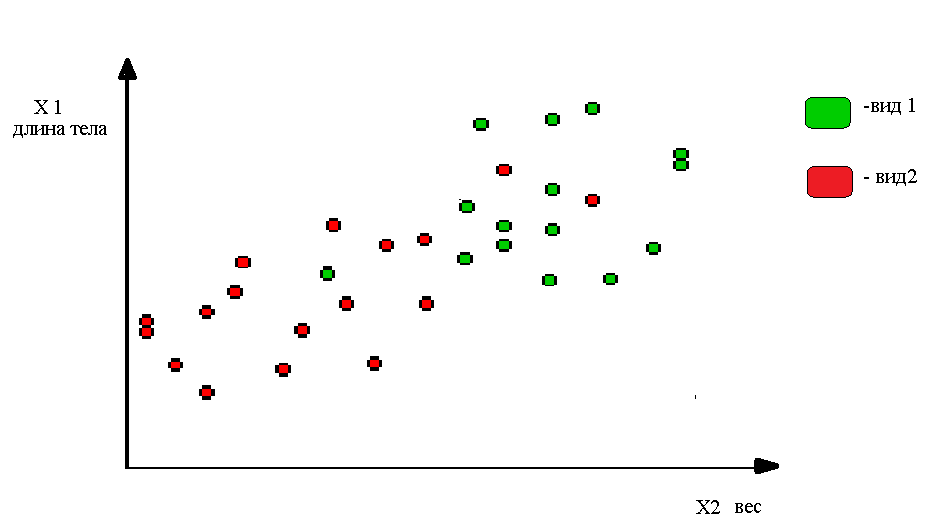 X 1
длина тела
-вид 1
- вид2
X2 вес